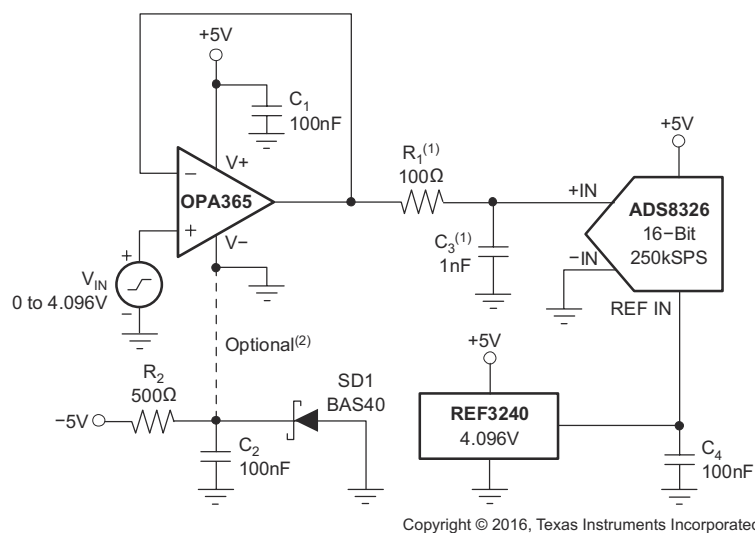 +5V
C1
100nF
V+
−
OPA365
+
V−
R1(1)
100Ω
C3(1)
1nF
+5V
+IN
ADS8326
16−Bit
250kSPS
−IN
REF IN
+
VIN
0 to 4.096V
−
Optional(2)
R2
500Ω
−5V
C2
100nF
SD1
BAS40
+5V
REF3240
4.096V
C4
100nF
Copyright © 2016, Texas Instruments Incorporated